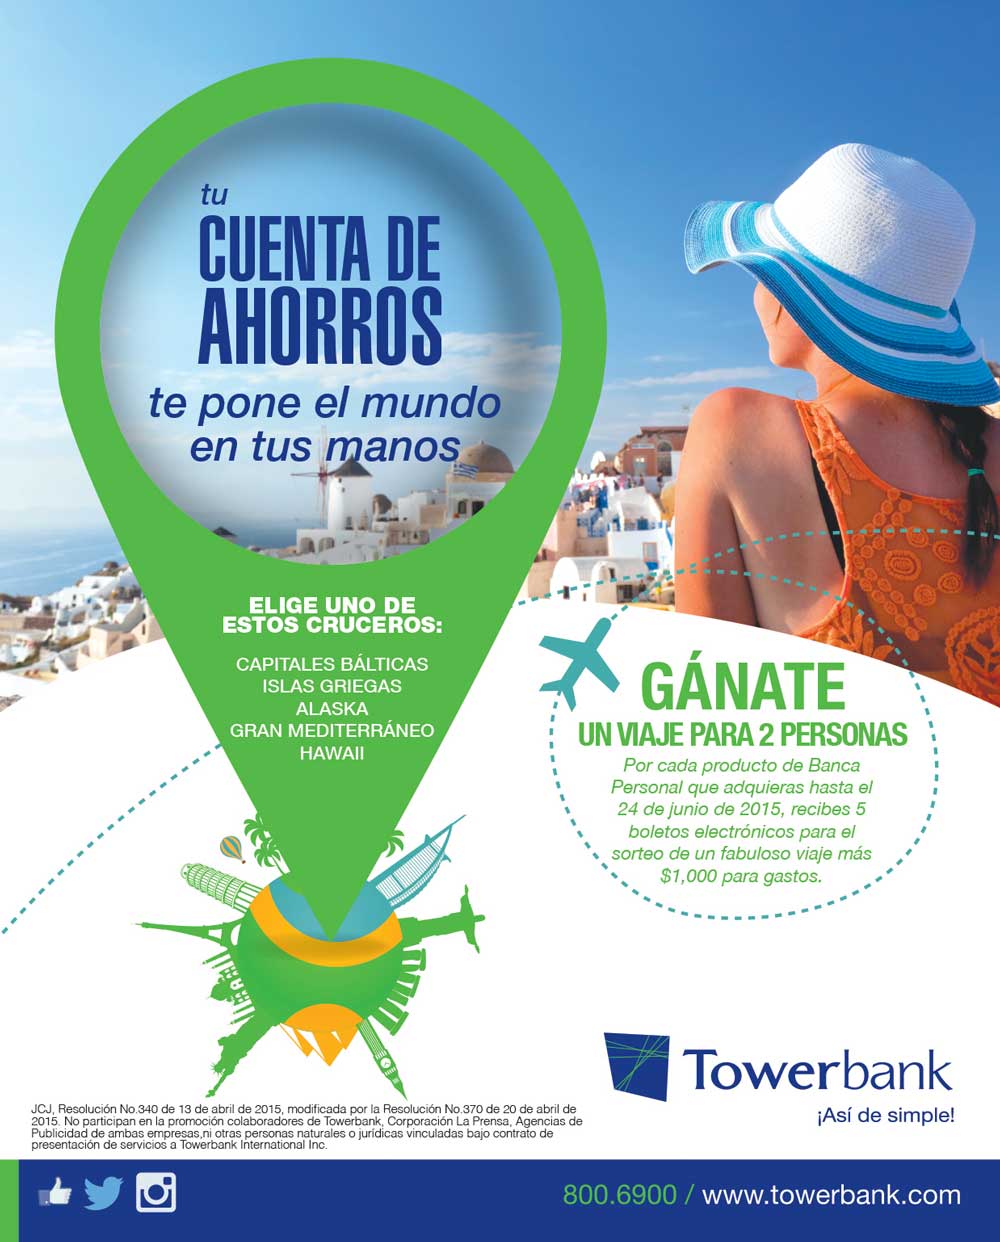 tu
CUENTA DE
AHORROS
te pone el mundo
en tus manos
ELIGE UNO DE
ESTOS CRUCEROS:
CAPITALES BÁLTICAS
ISLAS GRIEGAS
ALASKA
GRAN MEDITERRÁNEO
HAWAII
GÁNATE
UN VIAJE PARA 2 PERSONAS
Por cada producto de Banca
Personal que adquieras hasta el
24 de junio de 2015, recibes 5
boletos electrónicos para el
sorteo de un fabuloso viaje más
$1,000 para gastos.
Towerbank
¡Así de simple!
JCJ, Resolución No.340 de 13 de abril de 2015, modificada por la Resolución No.370 de 20 de abril de
2015. No participan en la promoción colaboradores de Towerbank, Corporación La Prensa, Agencias de
Publicidad de ambas empresas,ni otras personas naturales o jurídicas vinculadas bajo contrato de
presentación de servicios a Towerbank International Inc.
800.6900 / www.towerbank.com